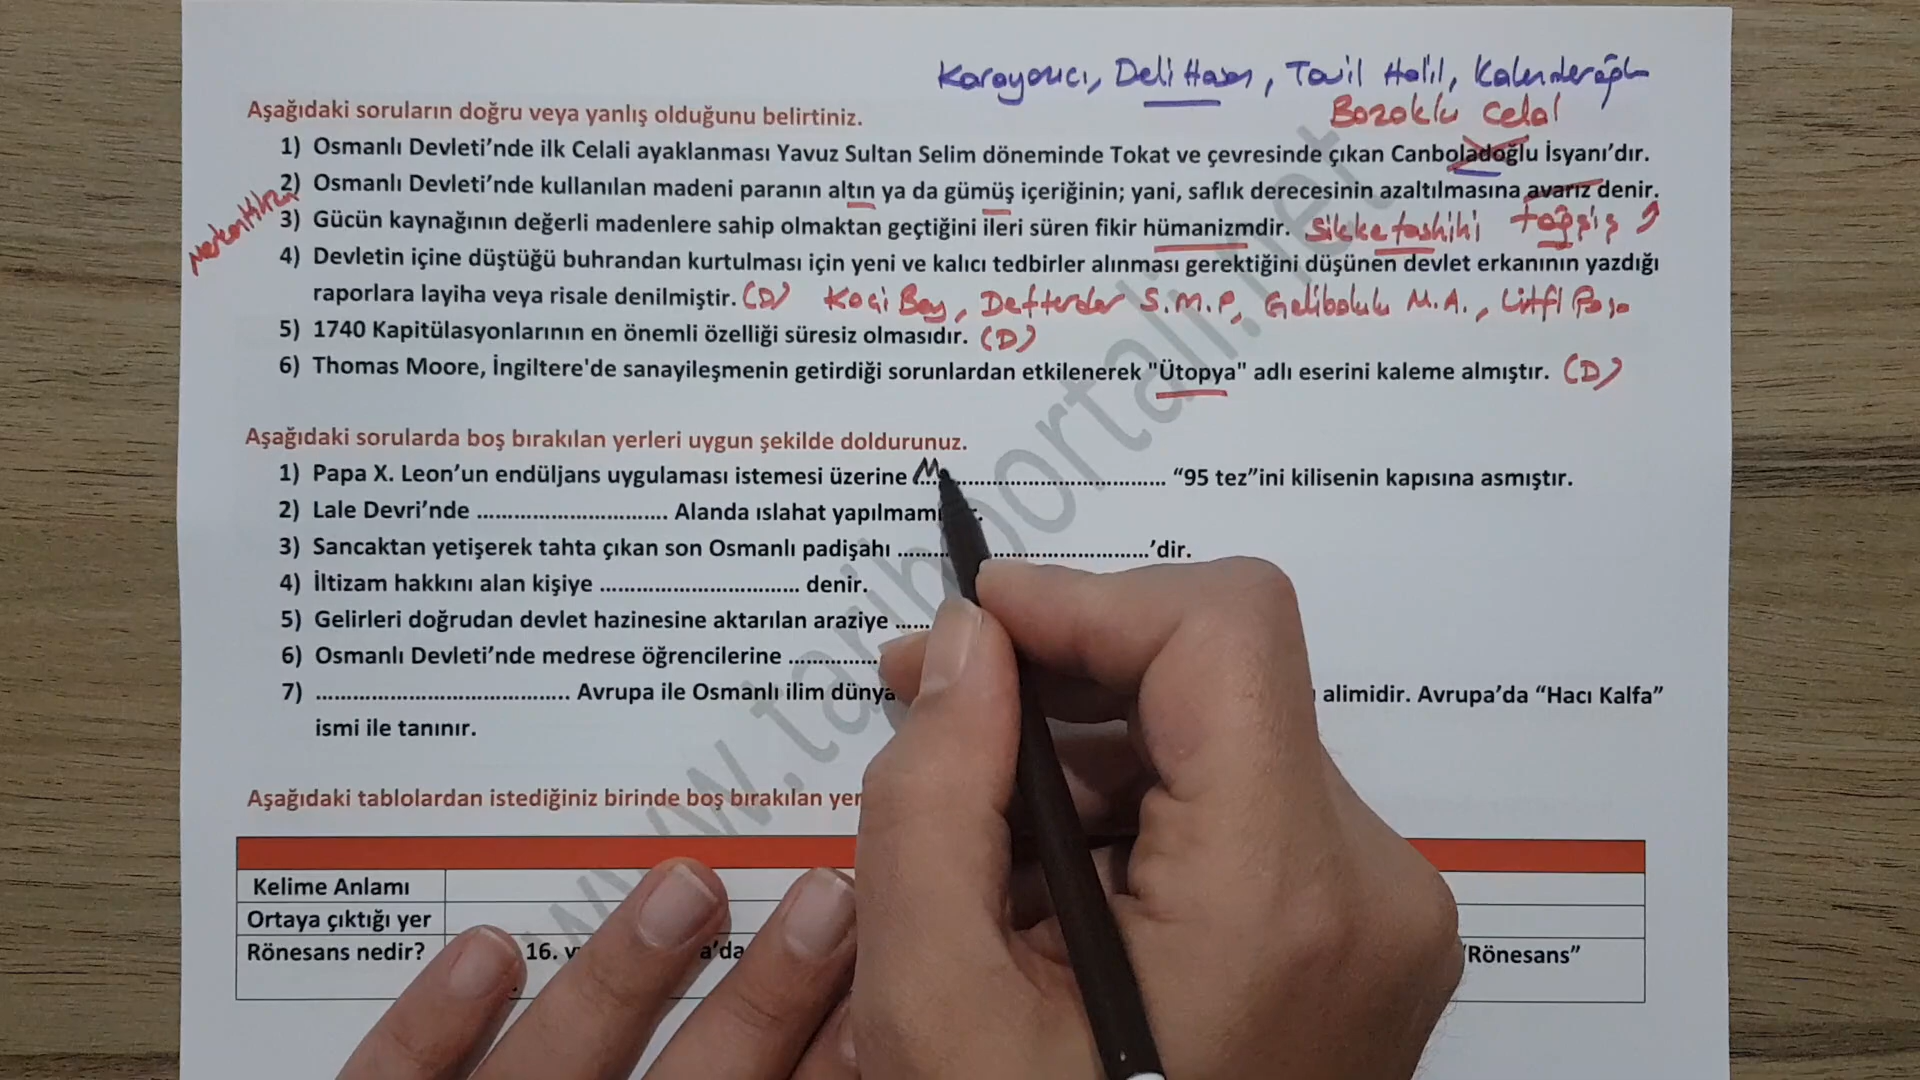 Karayazıcı, Deli Hasan, Tavil Halil, Kalenderoğlu
Bozoklu Celal
Aşağıdaki soruların doğru veya yanlış olduğunu belirtiniz.
1) Osmanlı Devleti’nde ilk Celali ayaklanması Yavuz Sultan Selim döneminde Tokat ve çevresinde çıkan Canboladoğlu İsyanı’dır.
2) Osmanlı Devleti’nde kullanılan madeni paranın altın ya da gümüş içeriğinin; yani, saflık derecesinin azaltılmasına avarız denir.
Merkantilizm
3) Gücün kaynağının değerli madenlere sahip olmaktan geçtiğini ileri süren fikir hümanizmdir. Sikke tashihi tağşiş
4) Devletin içine düştüğü buhrandan kurtulması için yeni ve kalıcı tedbirler alınması gerektiğini düşünen devlet erkanının yazdığı
raporlara layiha veya risale denilmiştir. (D) Koçi Bey, Defterdar S.M.P, Gelibolulu M.A., Lütfi Paşa
5) 1740 Kapitülasyonlarının en önemli özelliği süresiz olmasıdır. (D)
6) Thomas Moore, İngiltere'de sanayileşmenin getirdiği sorunlardan etkilenerek "Ütopya" adlı eserini kaleme almıştır. (D)
Aşağıdaki sorularda boş bırakılan yerleri uygun şekilde doldurunuz.
1) Papa X. Leon’un endüljans uygulaması istemesi üzerine M................................ “95 tez”ini kilisenin kapısına asmıştır.
2) Lale Devri’nde ............................ Alanda ıslahat yapılmamı
3) Sancaktan yetişerek tahta çıkan son Osmanlı padişahı ....................................’dir.
4) İltizam hakkını alan kişiye ............................. denir.
5) Gelirleri doğrudan devlet hazinesine aktarılan araziye ......
6) Osmanlı Devleti’nde medrese öğrencilerine ..............
7) ..................................... Avrupa ile Osmanlı ilim dünya alimidir. Avrupa’da “Hacı Kalfa”
ismi ile tanınır.
Aşağıdaki tablolardan istediğiniz birinde boş bırakılan yer
Kelime Anlamı
Ortaya çıktığı yer
Rönesans nedir? 16. a’da “Rönesans”
www.tarihportali.net